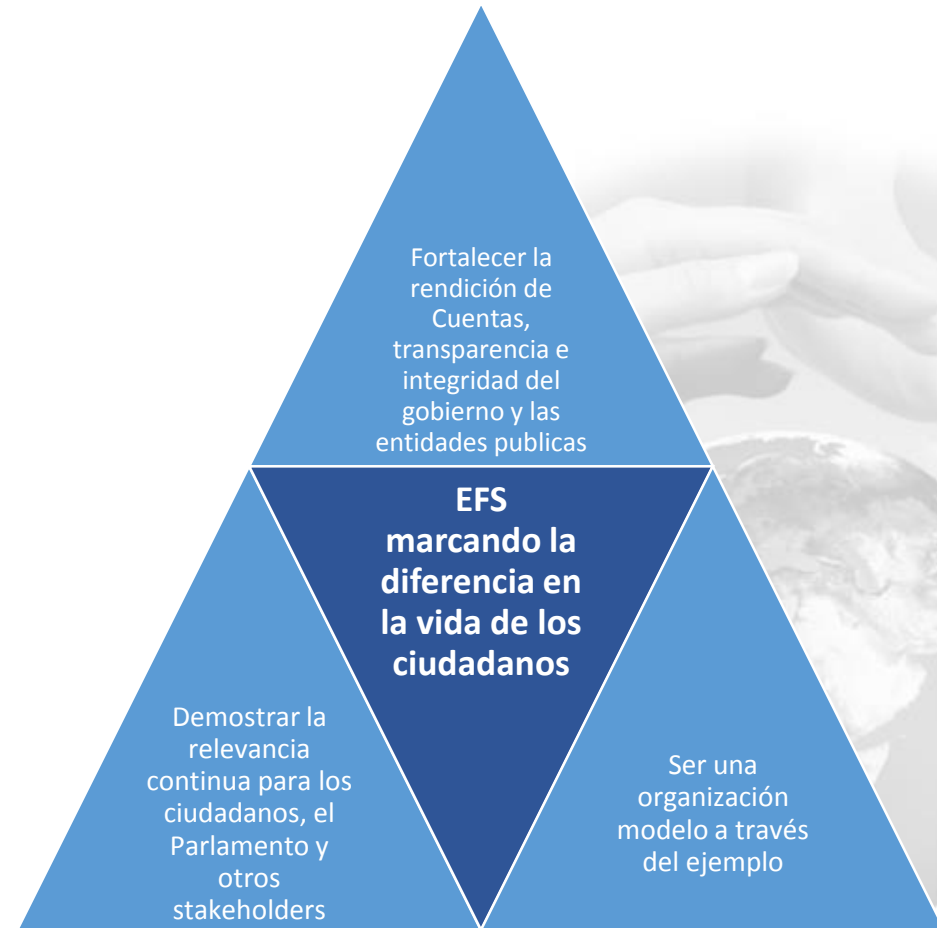 Fortalecer la
rendición de
Cuentas,
transparencia e
integridad del
gobierno y las
entidades publicas
EFS
marcando la
diferencia en
la vida de los
ciudadanos
Demostrar la
relevancia
continua para los
ciudadanos, el
Parlamento y
otros
stakeholders
Ser una
organización
modelo a través
del ejemplo